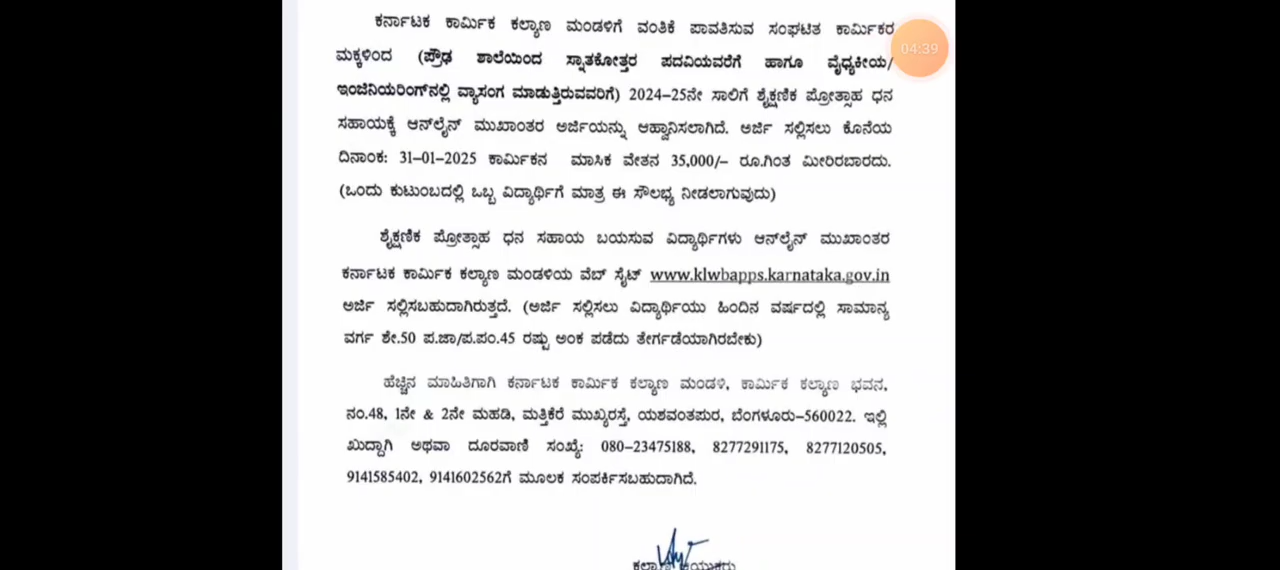 ಕರ್ನಾಟಕ ಕಾರ್ಮಿಕ ಕಲ್ಯಾಣ ಮಂಡಳಿಗೆ ವಂತಿಕೆ ಪಾವತಿಸುವ ಸಂಘಟಿತ ಕಾರ್ಮಿಕರ
04:39
ಮಕ್ಕಳಿಂದ (ಪ್ರೌಢ ಶಾಲೆಯಿಂದ ಸ್ನಾತಕೋತ್ತರ ಪದವಿಯವರೆಗೆ ಹಾಗೂ ವೈಧ್ಯಕೀಯ/
ಇಂಜಿನಿಯರಿಂಗ್‌ನಲ್ಲಿ ವ್ಯಾಸಂಗ ಮಾಡುತ್ತಿರುವವರಿಗೆ) 2024–25ನೇ ಸಾಲಿಗೆ ಶೈಕ್ಷಣಿಕ ಪ್ರೋತ್ಸಾಹ ಧನ
ಸಹಾಯಕ್ಕೆ ಆನ್‌ಲೈನ್ ಮುಖಾಂತರ ಅರ್ಜಿಯನ್ನು ಆಹ್ವಾನಿಸಲಾಗಿದೆ. ಅರ್ಜಿ ಸಲ್ಲಿಸಲು ಕೊನೆಯ
ದಿನಾಂಕ: 31–01–2025 ಕಾರ್ಮಿಕನ ಮಾಸಿಕ ವೇತನ 35,000/– ರೂ.ಗಿಂತ ಮೀರಿರಬಾರದು.
(ಒಂದು ಕುಟುಂಬದಲ್ಲಿ ಒಬ್ಬ ವಿದ್ಯಾರ್ಥಿಗೆ ಮಾತ್ರ ಈ ಸೌಲಭ್ಯ ನೀಡಲಾಗುವುದು)
ಶೈಕ್ಷಣಿಕ ಪ್ರೋತ್ಸಾಹ ಧನ ಸಹಾಯ ಬಯಸುವ ವಿದ್ಯಾರ್ಥಿಗಳು ಆನ್‌ಲೈನ್ ಮುಖಾಂತರ
ಕರ್ನಾಟಕ ಕಾರ್ಮಿಕ ಕಲ್ಯಾಣ ಮಂಡಳಿಯ ವೆಬ್ ಸೈಟ್ www.klwbapps.karnataka.gov.in
ಅರ್ಜಿ ಸಲ್ಲಿಸಬಹುದಾಗಿರುತ್ತದೆ. (ಅರ್ಜಿ ಸಲ್ಲಿಸಲು ವಿದ್ಯಾರ್ಥಿಯು ಹಿಂದಿನ ವರ್ಷದಲ್ಲಿ ಸಾಮಾನ್ಯ
ವರ್ಗ ಶೇ.50 ಪ.ಜಾ/ಪ.ಪಂ.45 ರಷ್ಟು ಅಂಕ ಪಡೆದು ತೇರ್ಗಡೆಯಾಗಿರಬೇಕು)
ಹೆಚ್ಚಿನ ಮಾಹಿತಿಗಾಗಿ ಕರ್ನಾಟಕ ಕಾರ್ಮಿಕ ಕಲ್ಯಾಣ ಮಂಡಳಿ, ಕಾರ್ಮಿಕ ಕಲ್ಯಾಣ ಭವನ,
ನಂ.48, 1ನೇ & 2ನೇ ಮಹಡಿ, ಮತ್ತಿಕೆರೆ ಮುಖ್ಯರಸ್ತೆ, ಯಶವಂತಪುರ, ಬೆಂಗಳೂರು–560022. ಇಲ್ಲಿ
ಖುದ್ದಾಗಿ ಅಥವಾ ದೂರವಾಣಿ ಸಂಖ್ಯೆ: 080–23475188, 8277291175, 8277120505,
9141585402, 9141602562ಗೆ ಮೂಲಕ ಸಂಪರ್ಕಿಸಬಹುದಾಗಿದೆ.